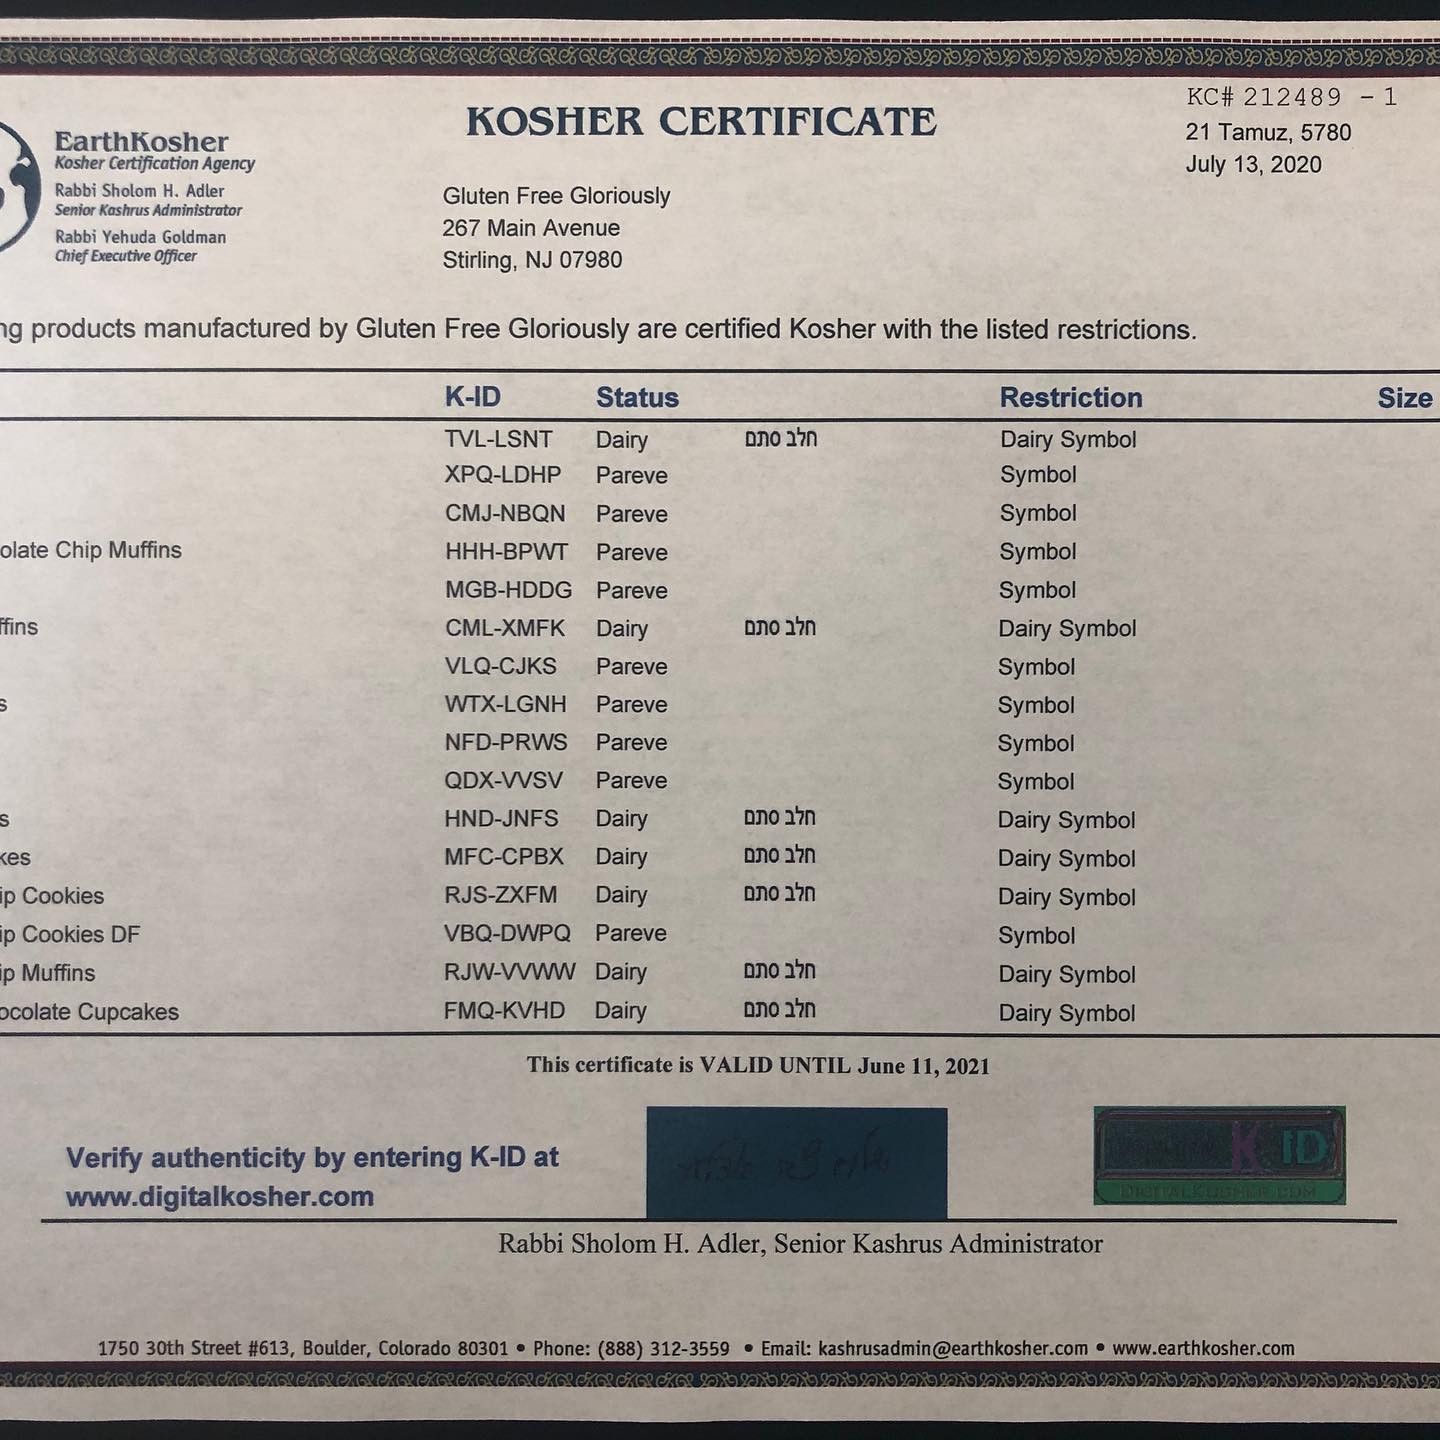 KOSHER CERTIFICATE
KC# 212489 - 1
21 Tamuz, 5780
July 13, 2020
EarthKosher
Kosher Certification Agency
Rabbi Sholom H. Adler
Senior Kashrus Administrator
Rabbi Yehuda Goldman
Chief Executive Officer
Gluten Free Gloriously
267 Main Avenue
Stirling, NJ 07980
ng products manufactured by Gluten Free Gloriously are certified Kosher with the listed restrictions.
K-ID Status Restriction Size
TVL-LSNT Dairy חלב סתם Dairy Symbol
XPQ-LDHP Pareve Symbol
CMJ-NBQN Pareve Symbol
olate Chip Muffins HHH-BPWT Pareve Symbol
MGB-HDDG Pareve Symbol
ffins CML-XMFK Dairy חלב סתם Dairy Symbol
VLQ-CJKS Pareve Symbol
s WTX-LGNH Pareve Symbol
NFD-PRWS Pareve Symbol
QDX-VVSV Pareve Symbol
s HND-JNFS Dairy חלב סתם Dairy Symbol
kes MFC-CPBX Dairy חלב סתם Dairy Symbol
ip Cookies RJS-ZXFM Dairy חלב סתם Dairy Symbol
ip Cookies DF VBQ-DWPQ Pareve Symbol
ip Muffins RJW-VVWW Dairy חלב סתם Dairy Symbol
ocolate Cupcakes FMQ-KVHD Dairy חלב סתם Dairy Symbol
This certificate is VALID UNTIL June 11, 2021
Verify authenticity by entering K-ID at
www.digitalkosher.com
K ID
DIGITALKOSHER.COM
Rabbi Sholom H. Adler, Senior Kashrus Administrator
1750 30th Street #613, Boulder, Colorado 80301 • Phone: (888) 312-3559 • Email: kashrusadmin@earthkosher.com • www.earthkosher.com